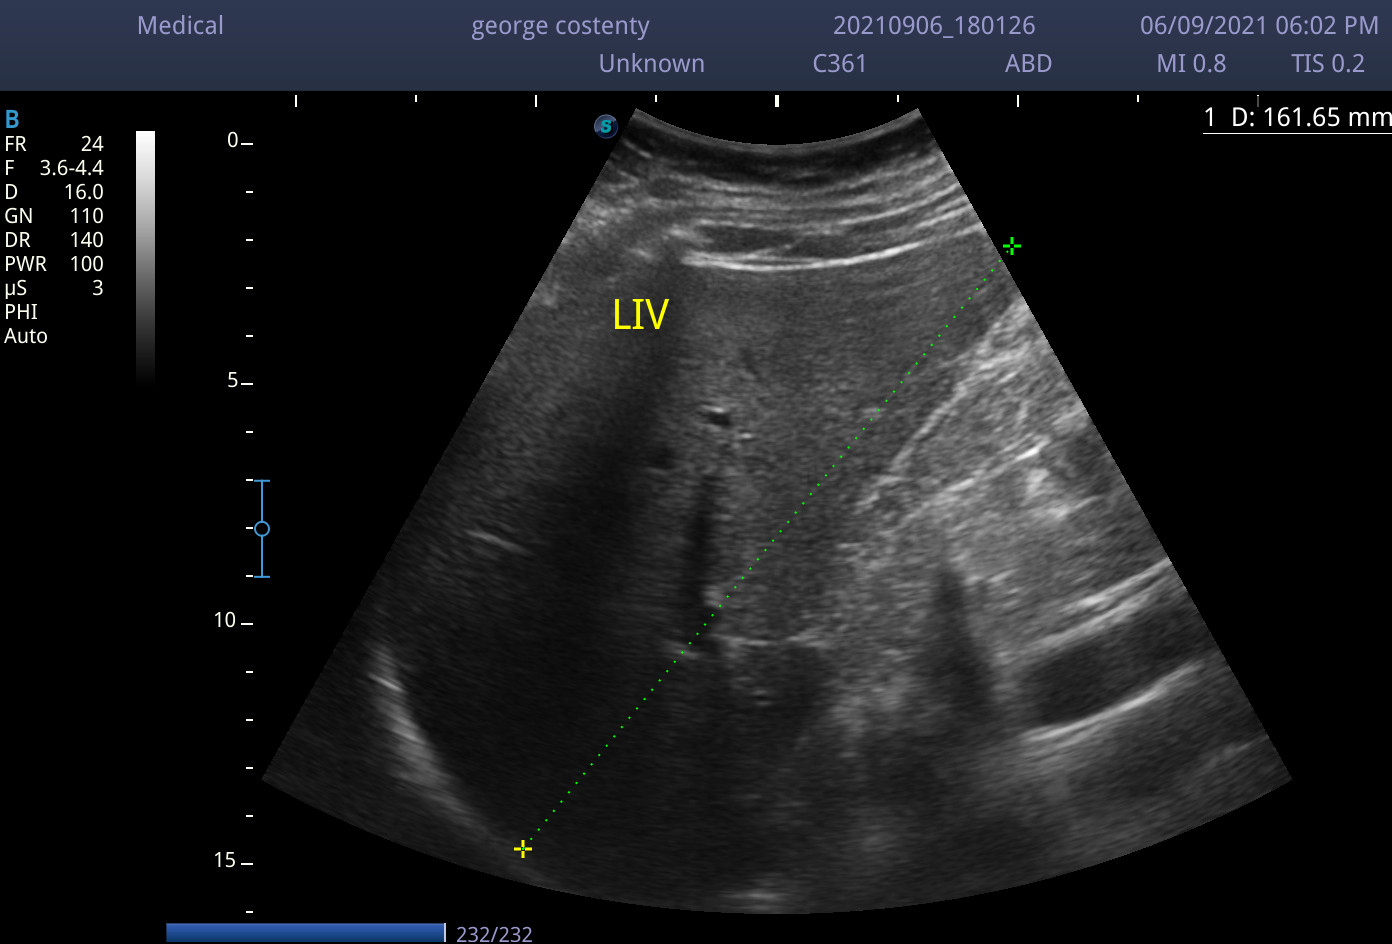 Medical george costenty 20210906_180126 06/09/2021 06:02 PM
Unknown C361 ABD MI 0.8 TIS 0.2
1 D: 161.65 mm
B
FR 24
F 3.6-4.4
D 16.0
GN 110
DR 140
PWR 100
µS 3
PHI
Auto
S
0
LIV
5
10
15
232/232